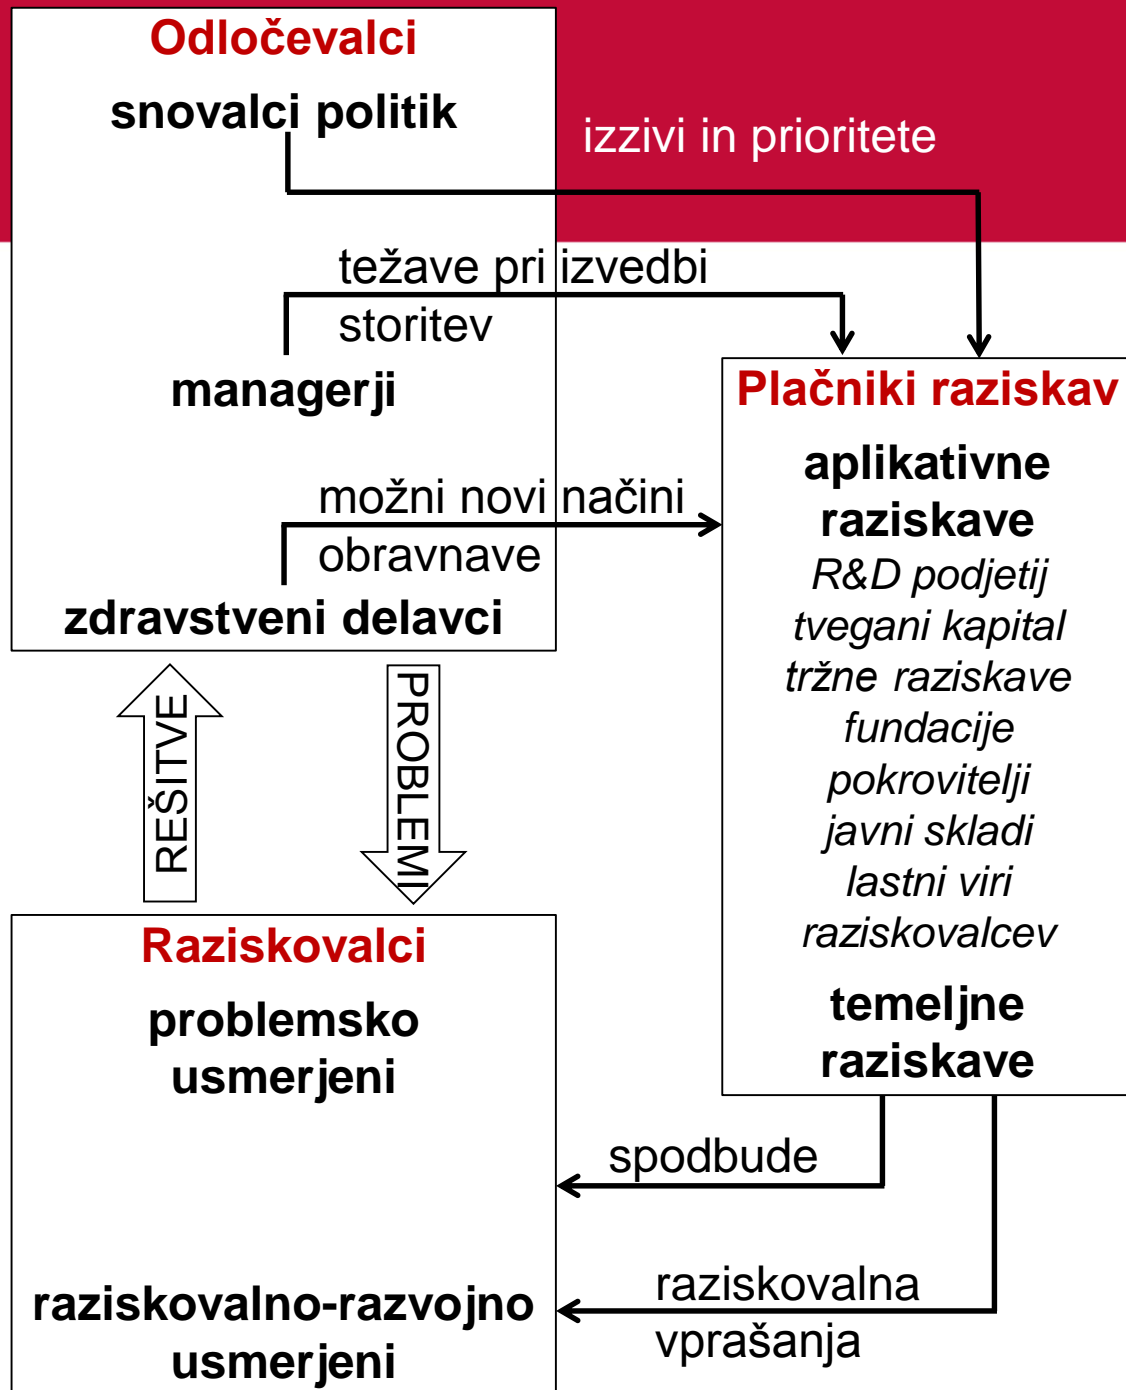 Odločevalci
snovalci politik
izzivi in prioritete
težave pri izvedbi
storitev
managerji
možni novi načini
obravnave
zdravstveni delavci
REŠITVE
PROBLEMI
Plačniki raziskav
aplikativne
raziskave
R&D podjetij
tvegani kapital
tržne raziskave
fundacije
pokrovitelji
javni skladi
lastni viri
raziskovalcev
temeljne
raziskave
Raziskovalci
problemsko
usmerjeni
spodbude
raziskovalno-razvojno
usmerjeni
raziskovalna
vprašanja